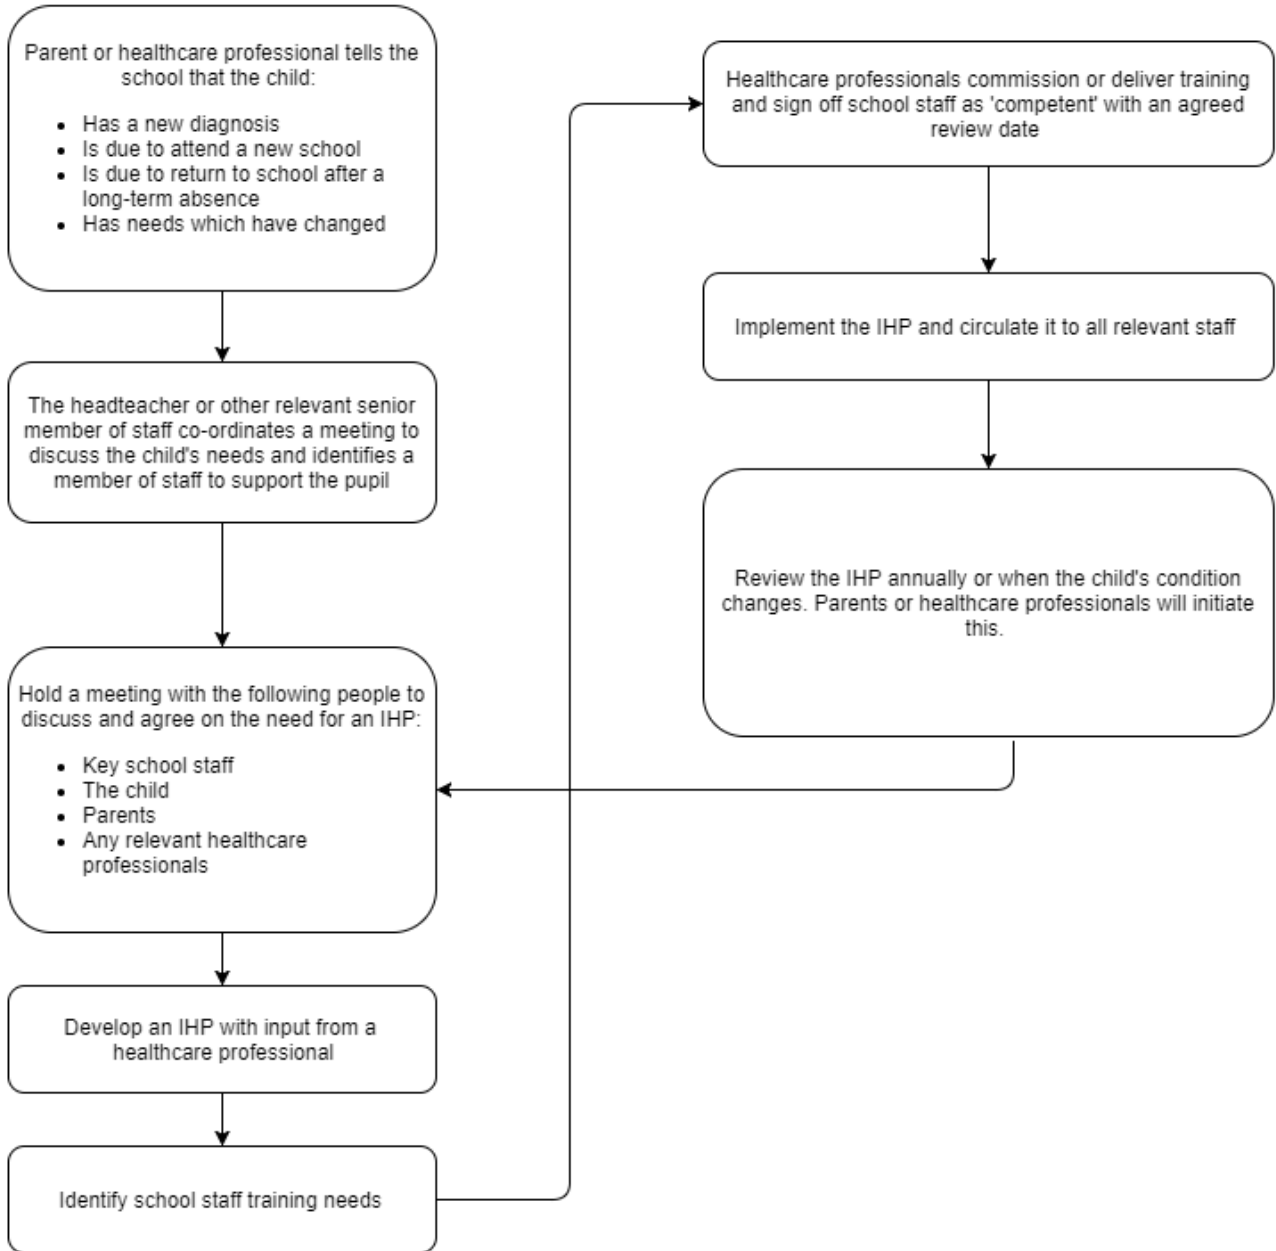 Parent or healthcare professional tells the
school that the child:
• Has a new diagnosis
• Is due to attend a new school
• Is due to return to school after a
long-term absence
• Has needs which have changed
The headteacher or other relevant senior
member of staff co-ordinates a meeting to
discuss the child's needs and identifies a
member of staff to support the pupil
Hold a meeting with the following people to
discuss and agree on the need for an IHP:
• Key school staff
• The child
• Parents
• Any relevant healthcare
professionals
Develop an IHP with input from a
healthcare professional
Identify school staff training needs
Healthcare professionals commission or deliver training
and sign off school staff as 'competent' with an agreed
review date
Implement the IHP and circulate it to all relevant staff
Review the IHP annually or when the child's condition
changes. Parents or healthcare professionals will initiate
this.